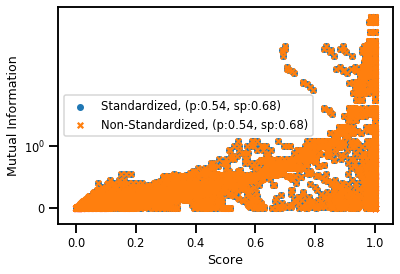 Mutual Information
Standardized, (p:0.54, sp:0.68)
Non-Standardized, (p:0.54, sp:0.68)
10⁰
0
0.0 0.2 0.4 0.6 0.8 1.0
Score